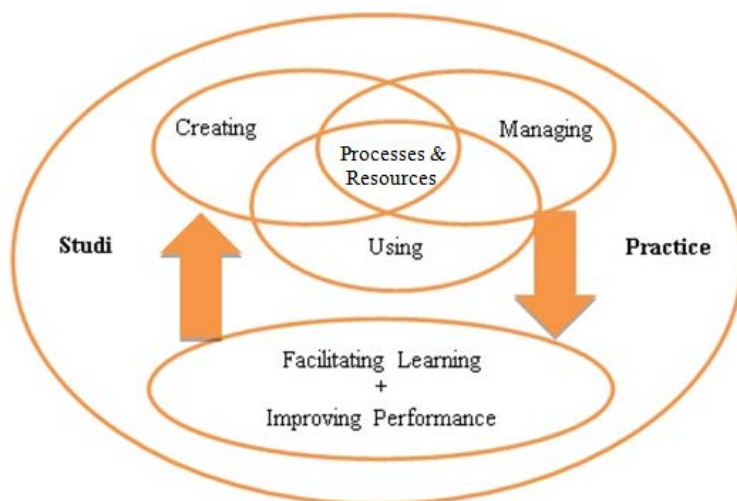 Creating
Managing
Processes &
Resources
Studi
Using
Practice
Facilitating Learning
+
Improving Performance